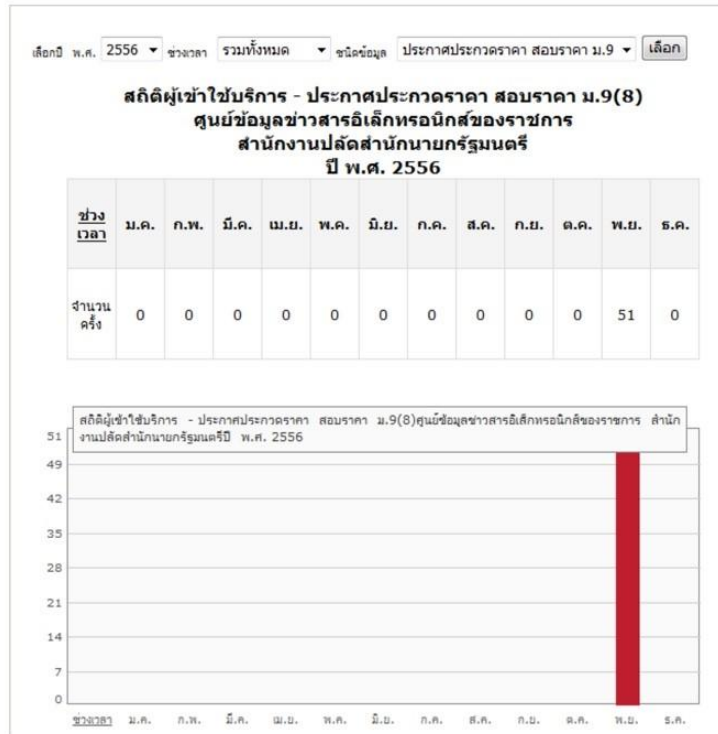 เลือกปี พ.ศ. 2556 ช่วงเวลา รวมทั้งหมด ชนิดข้อมูล ประกาศประกวดราคา สอบราคา ม.9 เลือก
สถิติผู้เข้าใช้บริการ - ประกาศประกวดราคา สอบราคา ม.9(8)
ศูนย์ข้อมูลข่าวสารอิเล็กทรอนิกส์ของราชการ
สำนักงานปลัดสำนักนายกรัฐมนตรี
ปี พ.ศ. 2556
ช่วง
เวลา ม.ค. ก.พ. มี.ค. เม.ย. พ.ค. มิ.ย. ก.ค. ส.ค. ก.ย. ต.ค. พ.ย. ธ.ค.
จำนวน
ครั้ง 0 0 0 0 0 0 0 0 0 0 51 0
สถิติผู้เข้าใช้บริการ - ประกาศประกวดราคา สอบราคา ม.9(8)ศูนย์ข้อมูลข่าวสารอิเล็กทรอนิกส์ของราชการ สำนัก
งานปลัดสำนักนายกรัฐมนตรีปี พ.ศ. 2556
51
49
42
35
28
21
14
7
0
ช่วงเวลา ม.ค. ก.พ. มี.ค. เม.ย. พ.ค. มิ.ย. ก.ค. ส.ค. ก.ย. ต.ค. พ.ย. ธ.ค.